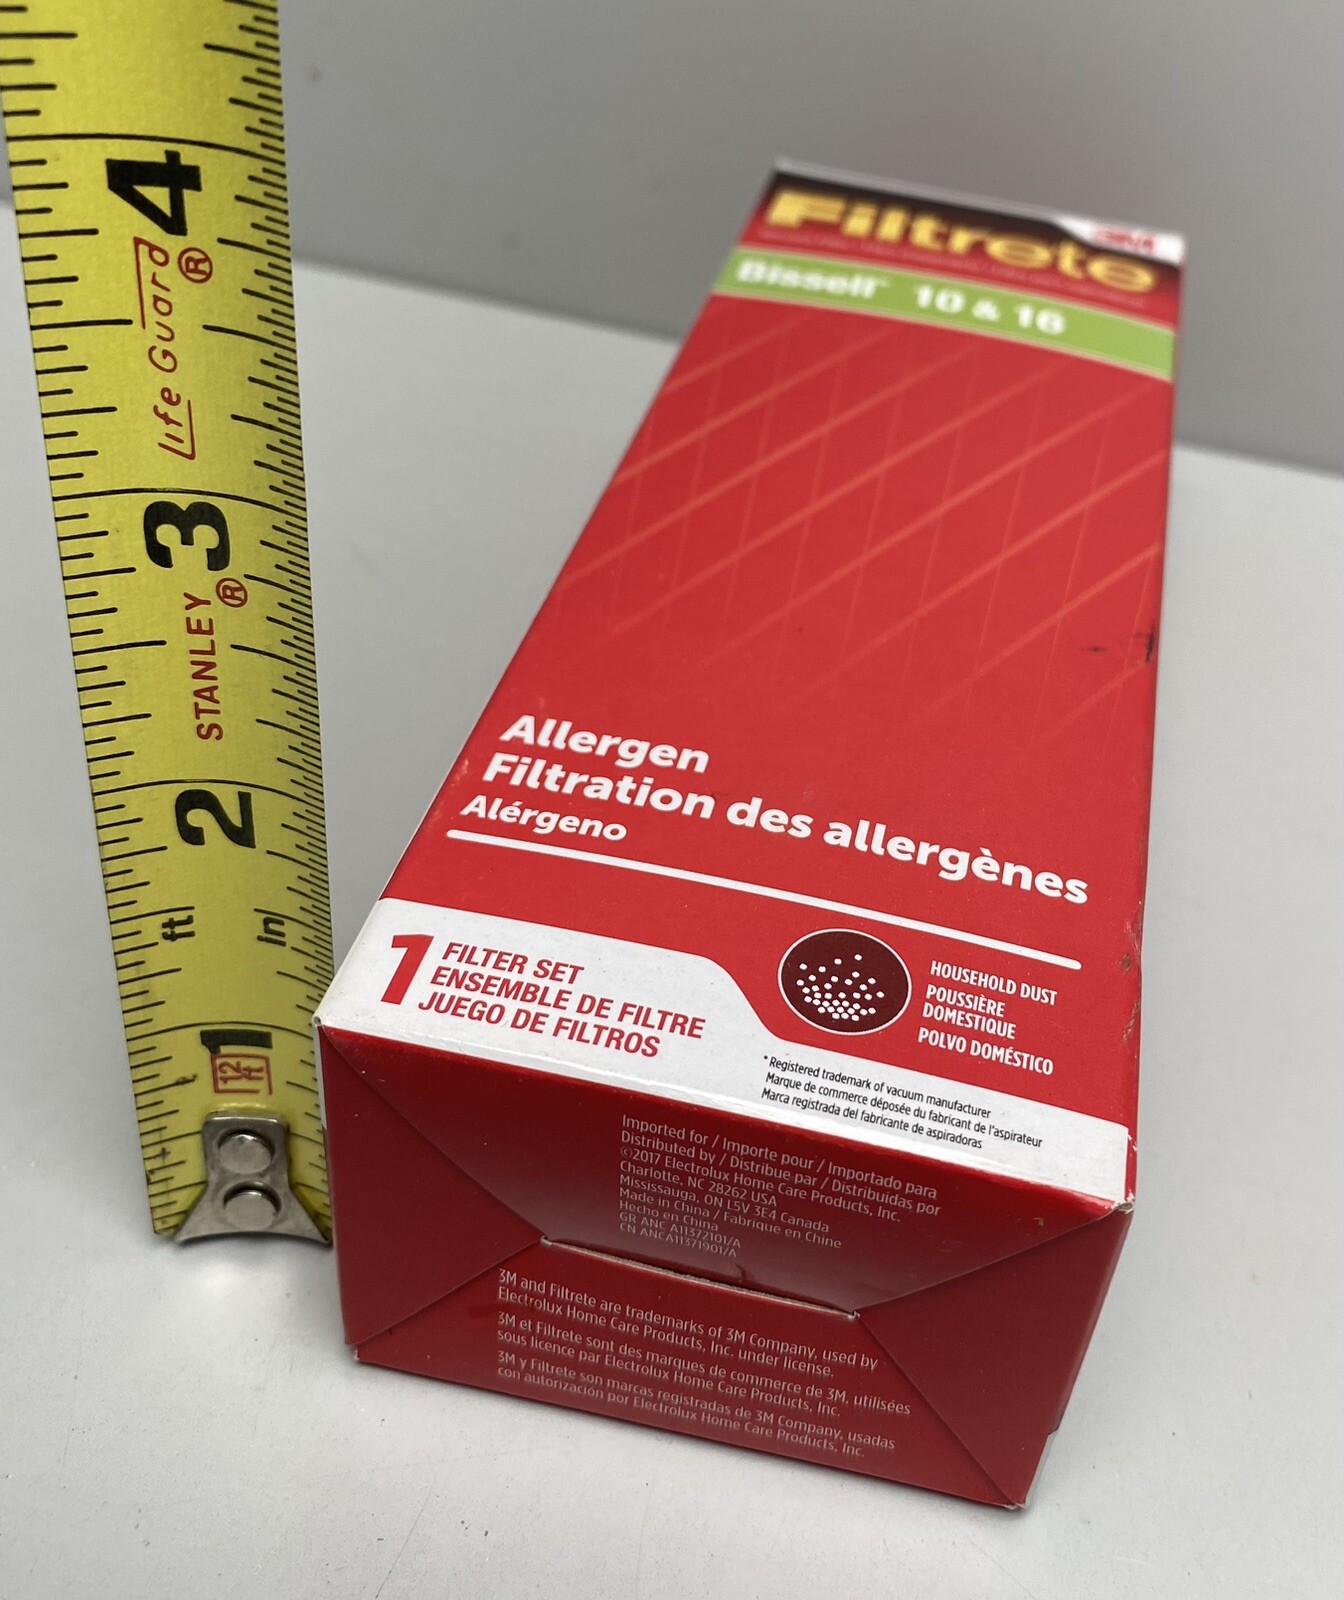 4
Life Guard®
3
STANLEY®
2
ft in
1
12 ft
3M
Filtrete
Bissell* 10 & 16
Allergen
Filtration des allergènes
Alérgeno
1 FILTER SET
ENSEMBLE DE FILTRE
JUEGO DE FILTROS
HOUSEHOLD DUST
POUSSIÈRE
DOMESTIQUE
POLVO DOMÉSTICO
* Registered trademark of vacuum manufacturer
Marque de commerce déposée du fabricant de l'aspirateur
Marca registrada del fabricante de aspiradoras
Imported for / Importe pour / Importado para
Distributed by / Distribue par / Distribuidas por
©2017 Electrolux Home Care Products, Inc.
Charlotte, NC 28262 USA
Mississauga, ON L5V 3E4 Canada
Made in China / Fabrique en Chine
Hecho en China
GR ANC A11372101/A
CN ANCA11371901/A
3M and Filtrete are trademarks of 3M Company, used by
Electrolux Home Care Products, Inc. under license.
3M et Filtrete sont des marques de commerce de 3M, utilisées
sous licence par Electrolux Home Care Products, Inc.
3M y Filtrete son marcas registradas de 3M Company, usadas
con autorización por Electrolux Home Care Products, Inc.